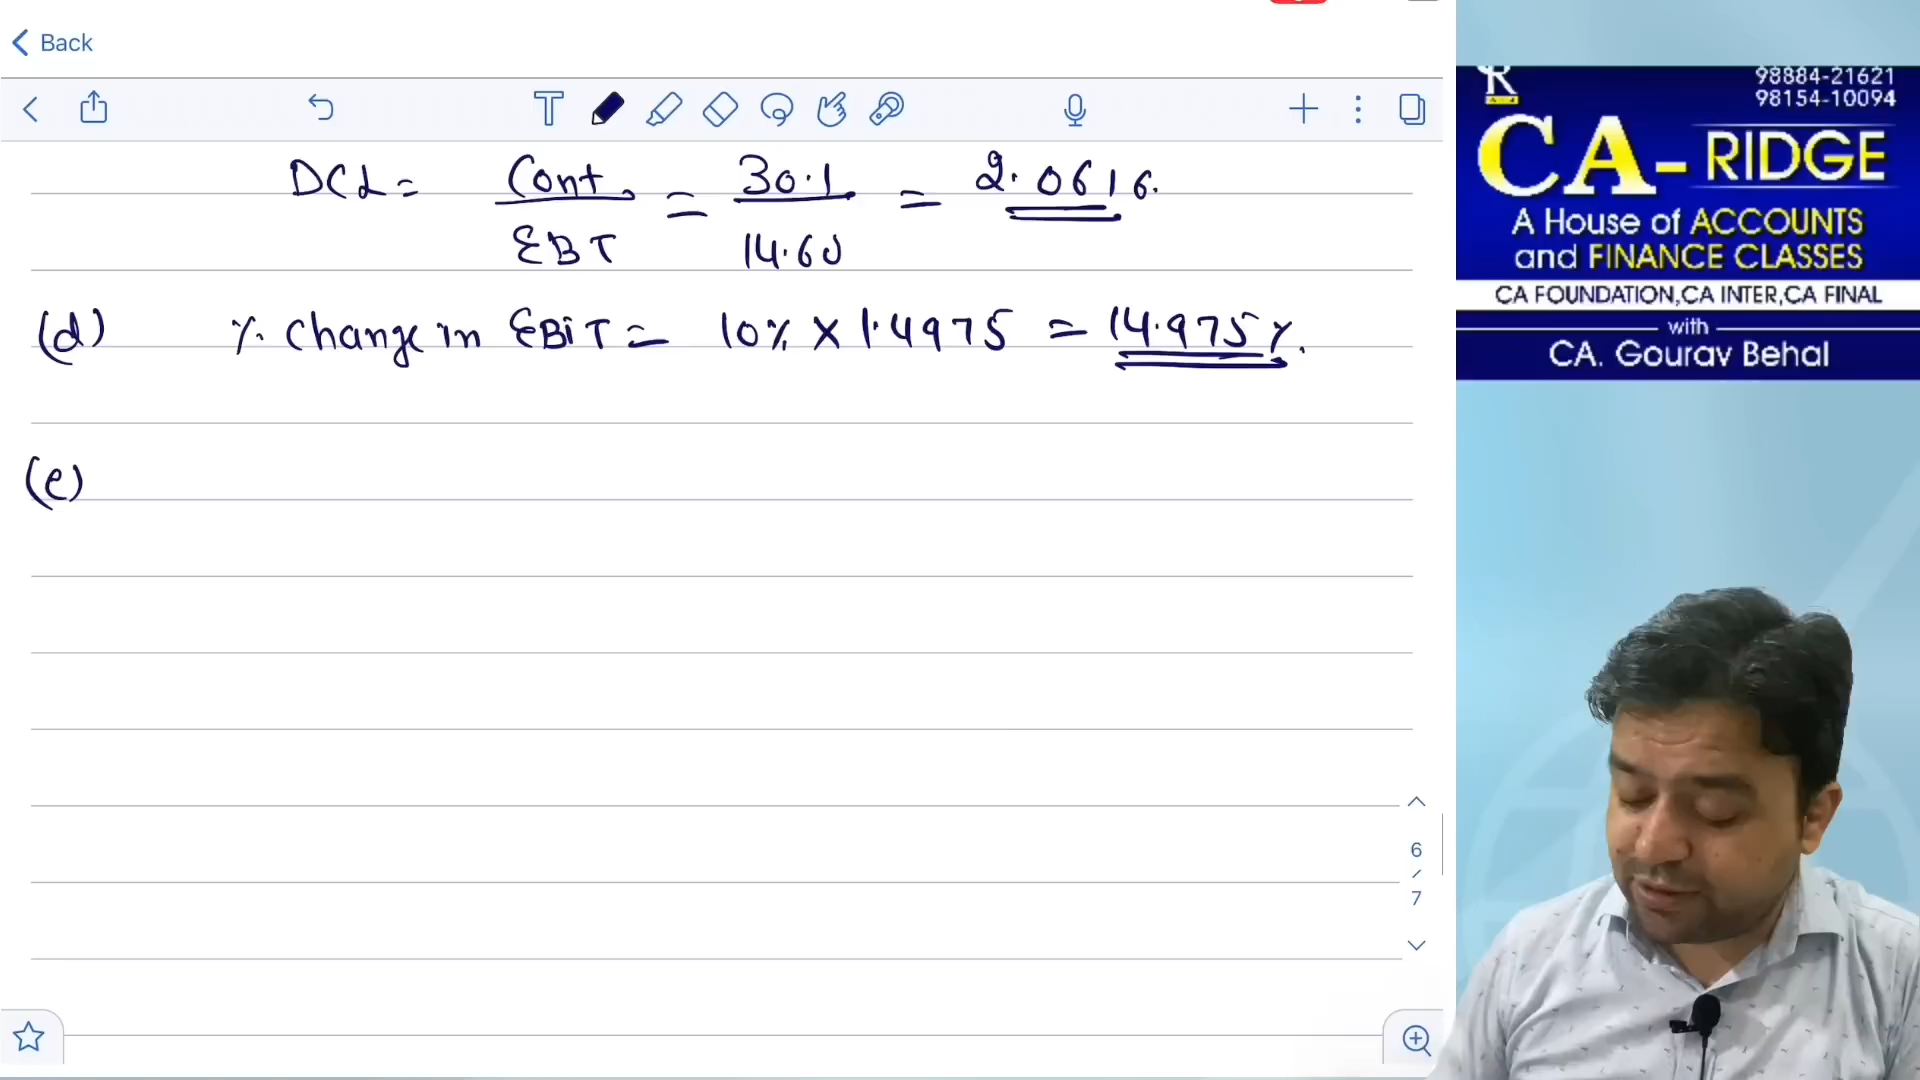 Back
DCL = Cont. / EBT = 30.1 / 14.60 = 2.0616.
(d) % Change in EBiT = 10% × 1.4975 = 14.975%.
(e)
6
/
7
98884-21621
98154-10094
CA-RIDGE
A House of ACCOUNTS
and FINANCE CLASSES
CA FOUNDATION,CA INTER,CA FINAL
with
CA. Gourav Behal